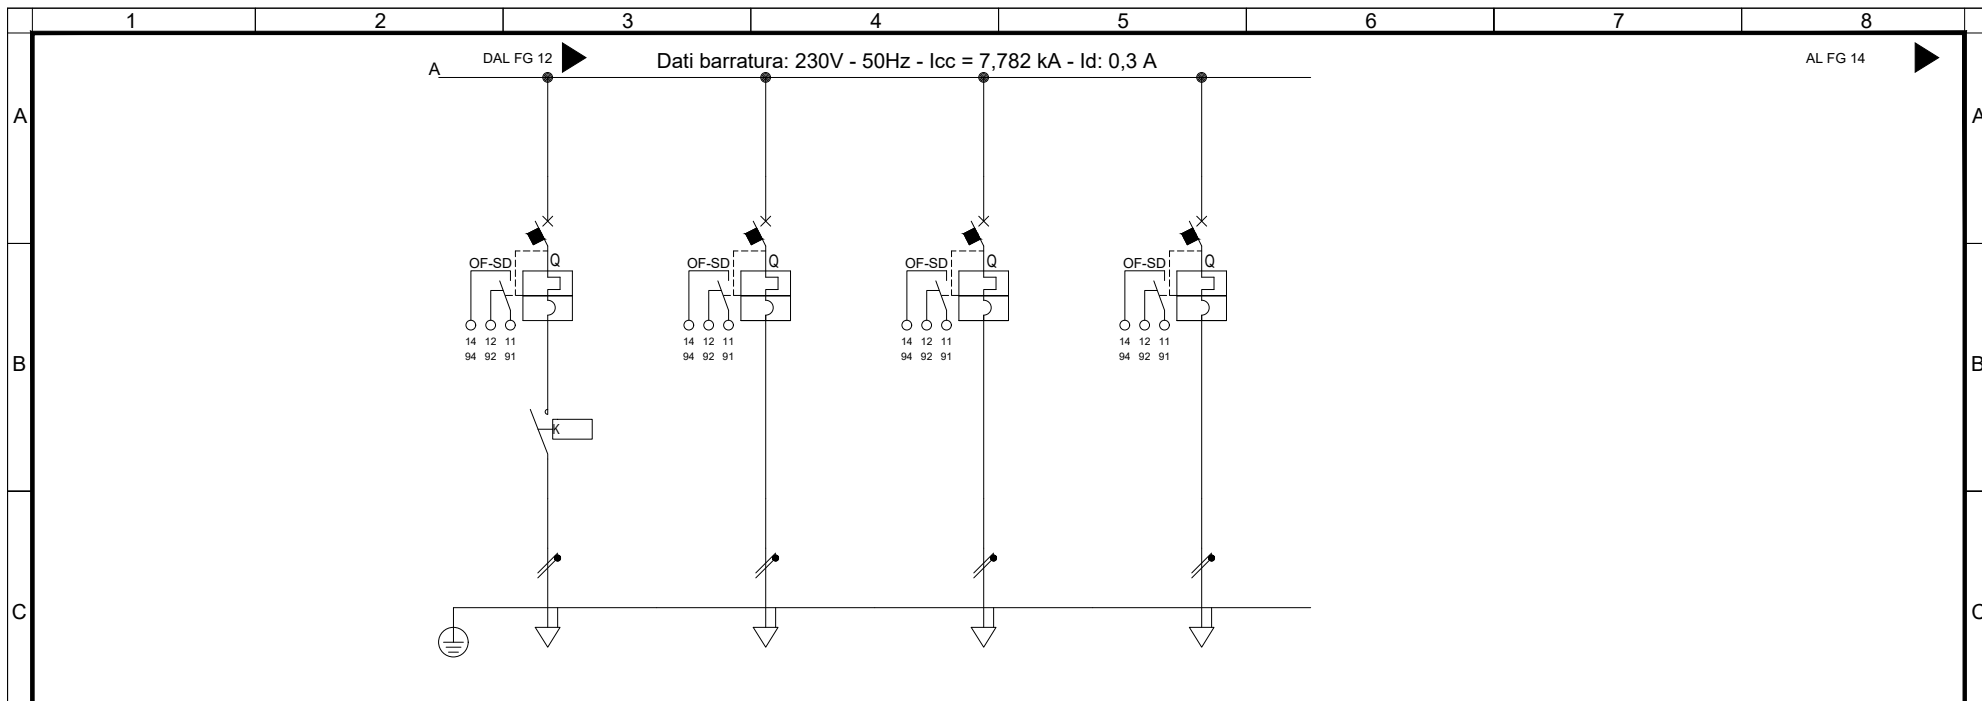 1 2 3 4 5 6 7 8
DAL FG 12 Dati barratura: 230V - 50Hz - Icc = 7,782 kA - Id: 0,3 A AL FG 14
A
A A
OF-SD Q OF-SD Q OF-SD Q OF-SD Q
14 12 11 14 12 11 14 12 11 14 12 11
94 92 91 94 92 91 94 92 91 94 92 91
B B
K
C C